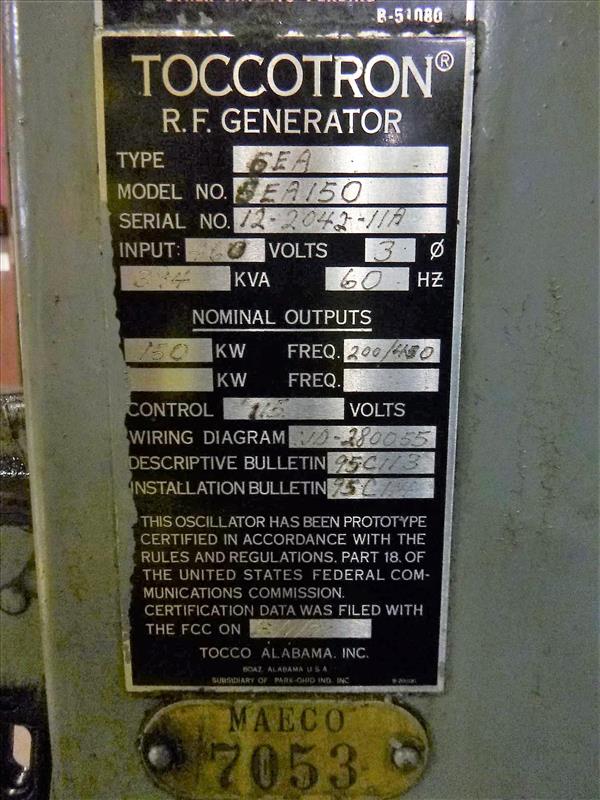 B-51080
TOCCOTRON®
R.F. GENERATOR
TYPE 6EA
MODEL NO. 6EA150
SERIAL NO. 12-2042-11A
INPUT: 460 VOLTS 3 Ø
KVA 60 HZ
NOMINAL OUTPUTS
150 KW FREQ. 200/450
KW FREQ.
CONTROL 115 VOLTS
WIRING DIAGRAM VD-280055
DESCRIPTIVE BULLETIN 95C113
INSTALLATION BULLETIN
THIS OSCILLATOR HAS BEEN PROTOTYPE
CERTIFIED IN ACCORDANCE WITH THE
RULES AND REGULATIONS, PART 18, OF
THE UNITED STATES FEDERAL COM-
MUNICATIONS COMMISSION.
CERTIFICATION DATA WAS FILED WITH
THE FCC ON
TOCCO ALABAMA, INC.
BOAZ, ALABAMA U S A
SUBSIDIARY OF PARK-OHIO IND. INC
MAECO
7053